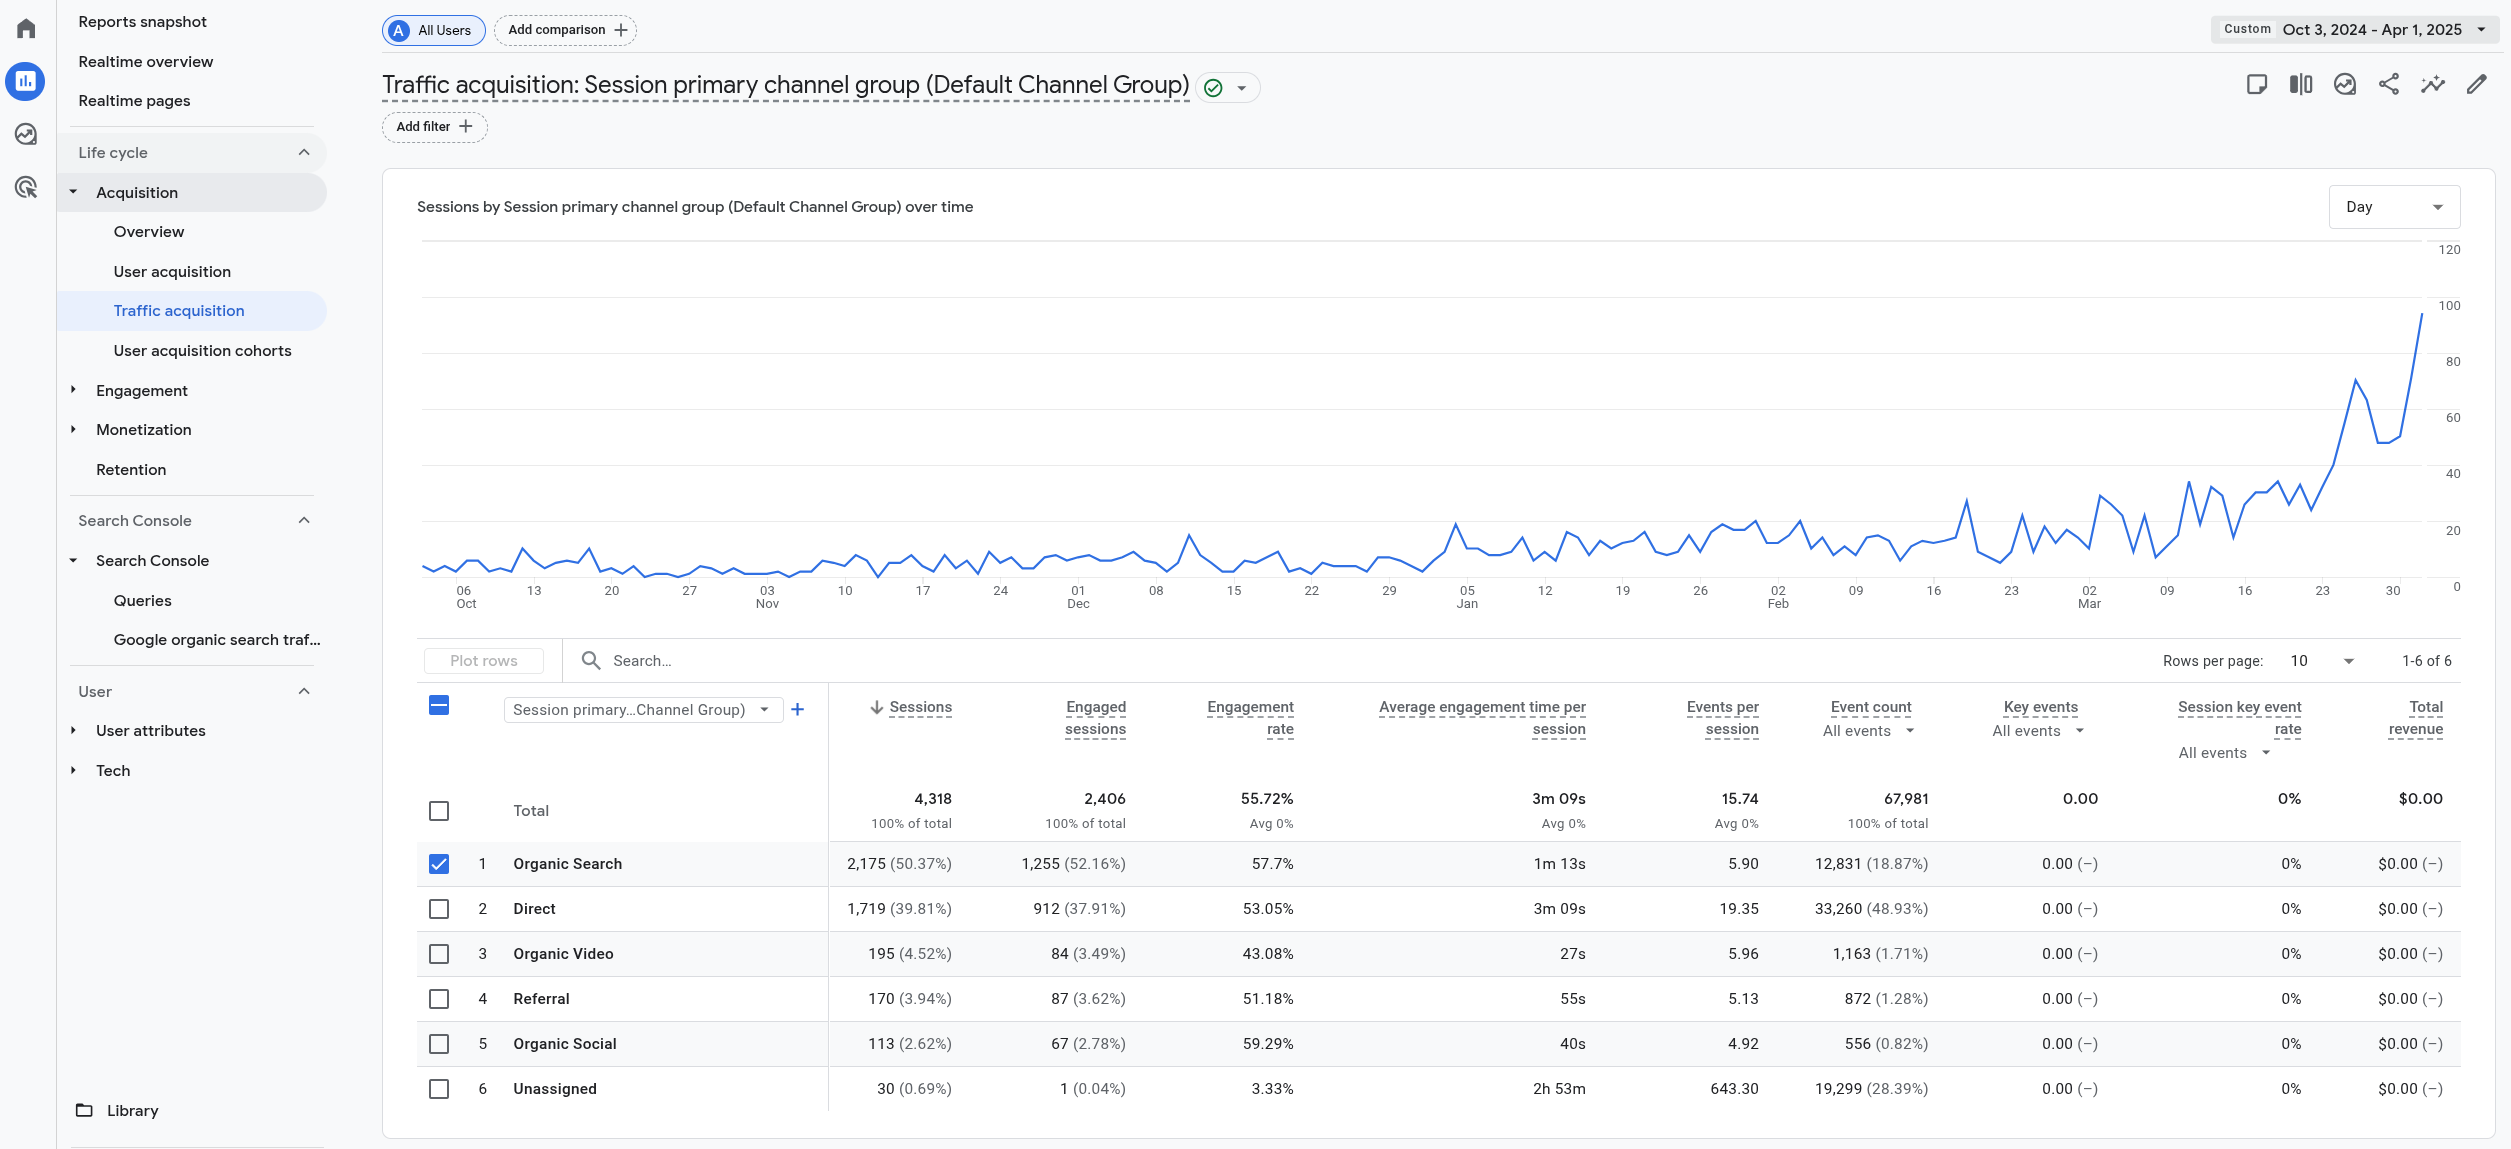 Reports snapshot
Realtime overview
Realtime pages
Life cycle
Acquisition
Overview
User acquisition
Traffic acquisition
User acquisition cohorts
Engagement
Monetization
Retention
Search Console
Search Console
Queries
Google organic search traf...
User
User attributes
Tech
Library
A All Users
Add comparison +
Custom Oct 3, 2024 - Apr 1, 2025
Traffic acquisition: Session primary channel group (Default Channel Group)
Add filter +
Sessions by Session primary channel group (Default Channel Group) over time
Day
120
100
80
60
40
20
0
06 13 20 27 03 10 17 24 01 08 15 22 29 05 12 19 26 02 09 16 23 02 09 16 23 30
Oct Nov Dec Jan Feb Mar
Plot rows
Search...
Rows per page: 10 1-6 of 6
Session primary...Channel Group) +
Sessions
Engaged
sessions
Engagement
rate
Average engagement time per
session
Events per
session
Event count
All events
Key events
All events
Session key event
rate
All events
Total
revenue
Total 4,318 2,406 55.72% 3m 09s 15.74 67,981 0.00 0% $0.00
100% of total 100% of total Avg 0% Avg 0% Avg 0% 100% of total
1 Organic Search 2,175 (50.37%) 1,255 (52.16%) 57.7% 1m 13s 5.90 12,831 (18.87%) 0.00 (–) 0% $0.00 (–)
2 Direct 1,719 (39.81%) 912 (37.91%) 53.05% 3m 09s 19.35 33,260 (48.93%) 0.00 (–) 0% $0.00 (–)
3 Organic Video 195 (4.52%) 84 (3.49%) 43.08% 27s 5.96 1,163 (1.71%) 0.00 (–) 0% $0.00 (–)
4 Referral 170 (3.94%) 87 (3.62%) 51.18% 55s 5.13 872 (1.28%) 0.00 (–) 0% $0.00 (–)
5 Organic Social 113 (2.62%) 67 (2.78%) 59.29% 40s 4.92 556 (0.82%) 0.00 (–) 0% $0.00 (–)
6 Unassigned 30 (0.69%) 1 (0.04%) 3.33% 2h 53m 643.30 19,299 (28.39%) 0.00 (–) 0% $0.00 (–)